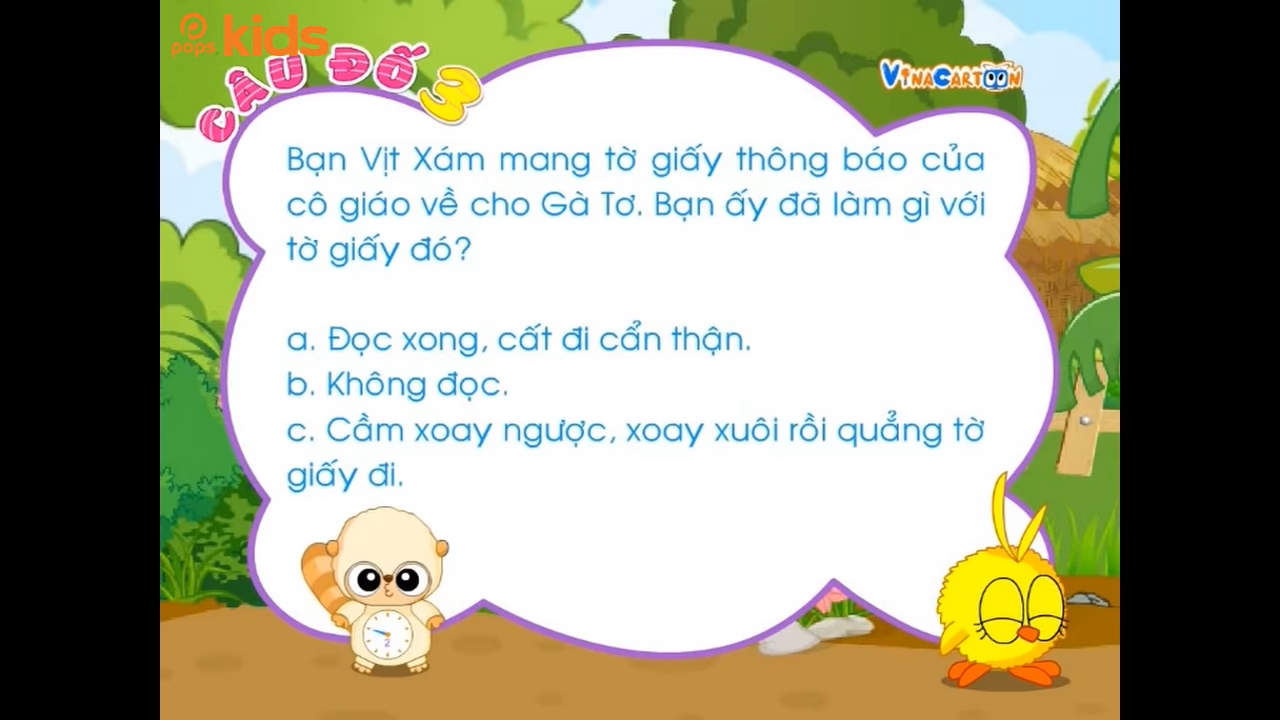 pops kids
CÂU ĐỐ 3
VINACARTOON
Bạn Vịt Xám mang tờ giấy thông báo của
cô giáo về cho Gà Tơ. Bạn ấy đã làm gì với
tờ giấy đó?
a. Đọc xong, cất đi cẩn thận.
b. Không đọc.
c. Cầm xoay ngược, xoay xuôi rồi quẳng tờ
giấy đi.
2